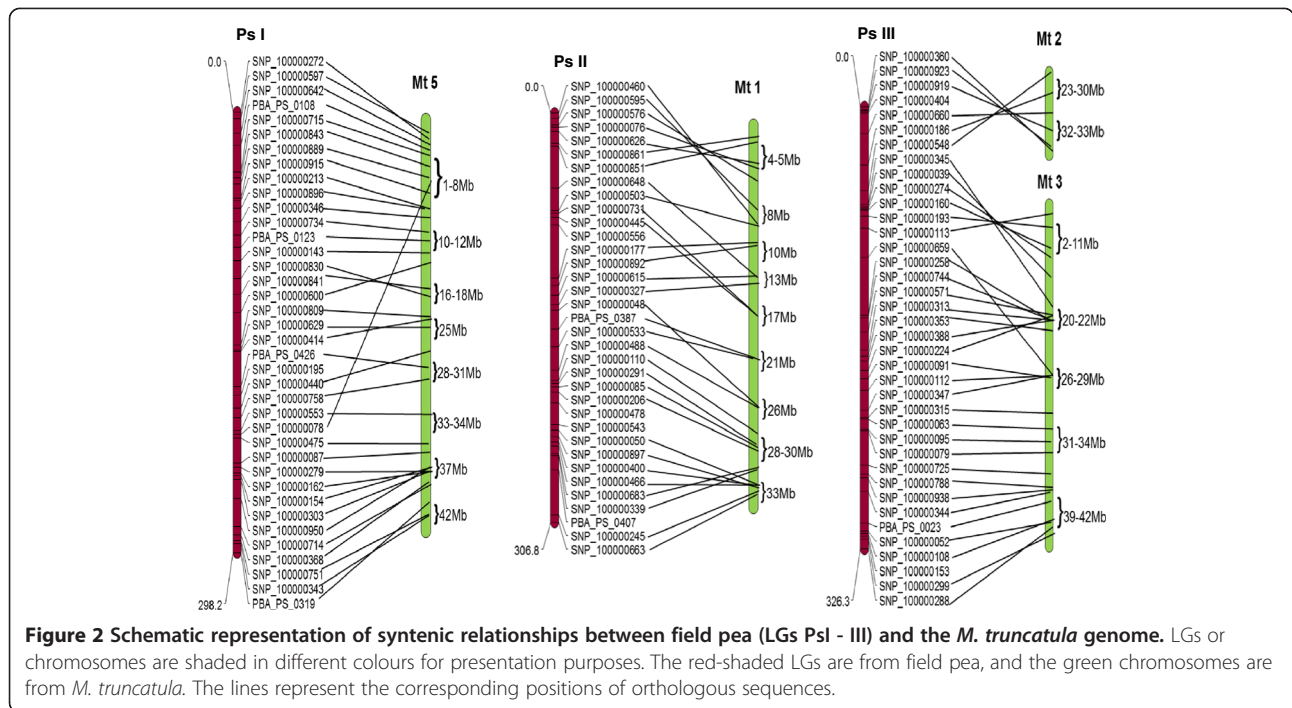 Ps I
0.0
SNP_100000272
SNP_100000597
SNP_100000642
PBA_PS_0108
SNP_100000715
SNP_100000843
SNP_100000889
SNP_100000915
SNP_100000213
SNP_100000896
SNP_100000346
SNP_100000734
PBA_PS_0123
SNP_100000143
SNP_100000830
SNP_100000841
SNP_100000600
SNP_100000809
SNP_100000629
SNP_100000414
PBA_PS_0426
SNP_100000195
SNP_100000440
SNP_100000758
SNP_100000553
SNP_100000078
SNP_100000475
SNP_100000087
SNP_100000279
SNP_100000162
SNP_100000154
SNP_100000303
SNP_100000950
SNP_100000714
SNP_100000368
SNP_100000751
SNP_100000343
PBA_PS_0319
298.2
Mt 5
1-8Mb
10-12Mb
16-18Mb
25Mb
28-31Mb
33-34Mb
37Mb
42Mb
Ps II
0.0
SNP_100000460
SNP_100000595
SNP_100000576
SNP_100000076
SNP_100000626
SNP_100000861
SNP_100000851
SNP_100000648
SNP_100000503
SNP_100000731
SNP_100000445
SNP_100000556
SNP_100000177
SNP_100000892
SNP_100000615
SNP_100000327
SNP_100000048
PBA_PS_0387
SNP_100000533
SNP_100000488
SNP_100000110
SNP_100000291
SNP_100000085
SNP_100000206
SNP_100000478
SNP_100000543
SNP_100000050
SNP_100000897
SNP_100000400
SNP_100000466
SNP_100000683
SNP_100000339
PBA_PS_0407
SNP_100000245
SNP_100000663
306.8
Mt 1
4-5Mb
8Mb
10Mb
13Mb
17Mb
21Mb
26Mb
28-30Mb
33Mb
Ps III
0.0
SNP_100000360
SNP_100000923
SNP_100000919
SNP_100000404
SNP_100000660
SNP_100000186
SNP_100000548
SNP_100000345
SNP_100000039
SNP_100000274
SNP_100000160
SNP_100000193
SNP_100000113
SNP_100000659
SNP_100000258
SNP_100000744
SNP_100000571
SNP_100000313
SNP_100000353
SNP_100000388
SNP_100000224
SNP_100000091
SNP_100000112
SNP_100000347
SNP_100000315
SNP_100000063
SNP_100000095
SNP_100000079
SNP_100000725
SNP_100000788
SNP_100000938
SNP_100000344
PBA_PS_0023
SNP_100000052
SNP_100000108
SNP_100000153
SNP_100000299
SNP_100000288
326.3
Mt 2
23-30Mb
32-33Mb
Mt 3
2-11Mb
20-22Mb
26-29Mb
31-34Mb
39-42Mb
Figure 2 Schematic representation of syntenic relationships between field pea (LGs PsI - III) and the M. truncatula genome. LGs or
chromosomes are shaded in different colours for presentation purposes. The red-shaded LGs are from field pea, and the green chromosomes are
from M. truncatula. The lines represent the corresponding positions of orthologous sequences.